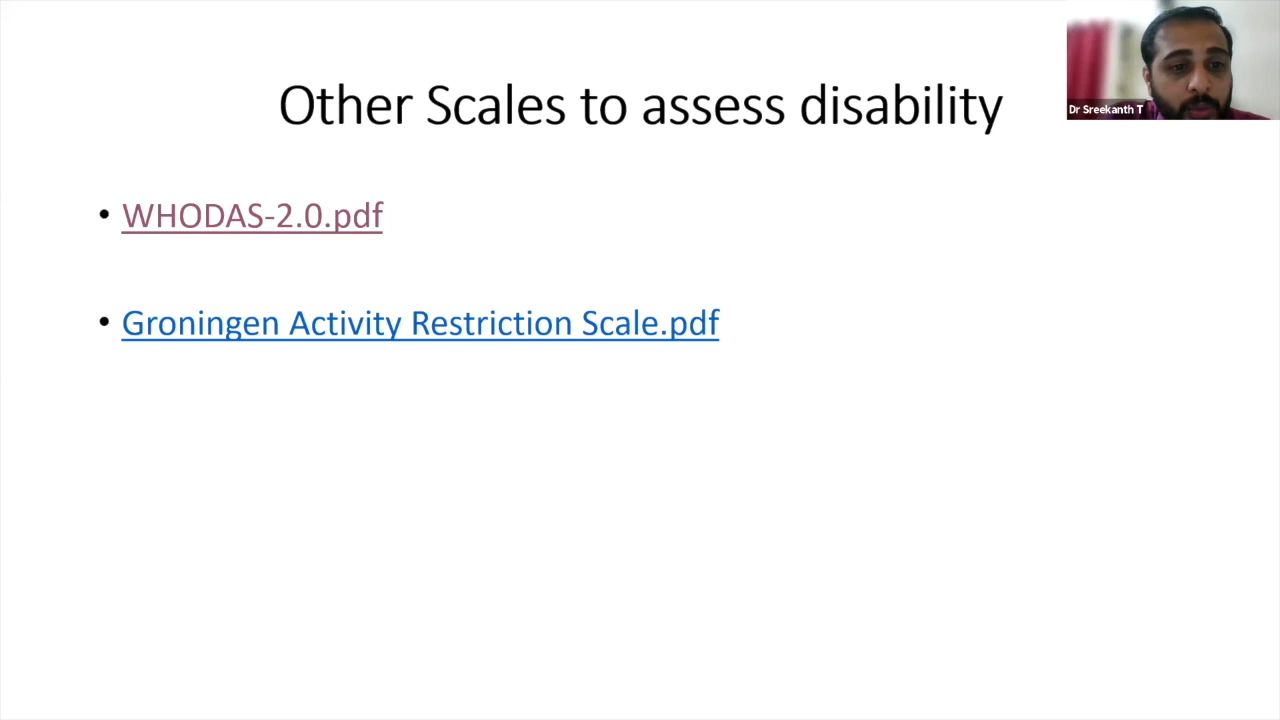 Other Scales to assess disability
Dr Sreekanth T
• WHODAS-2.0.pdf
• Groningen Activity Restriction Scale.pdf